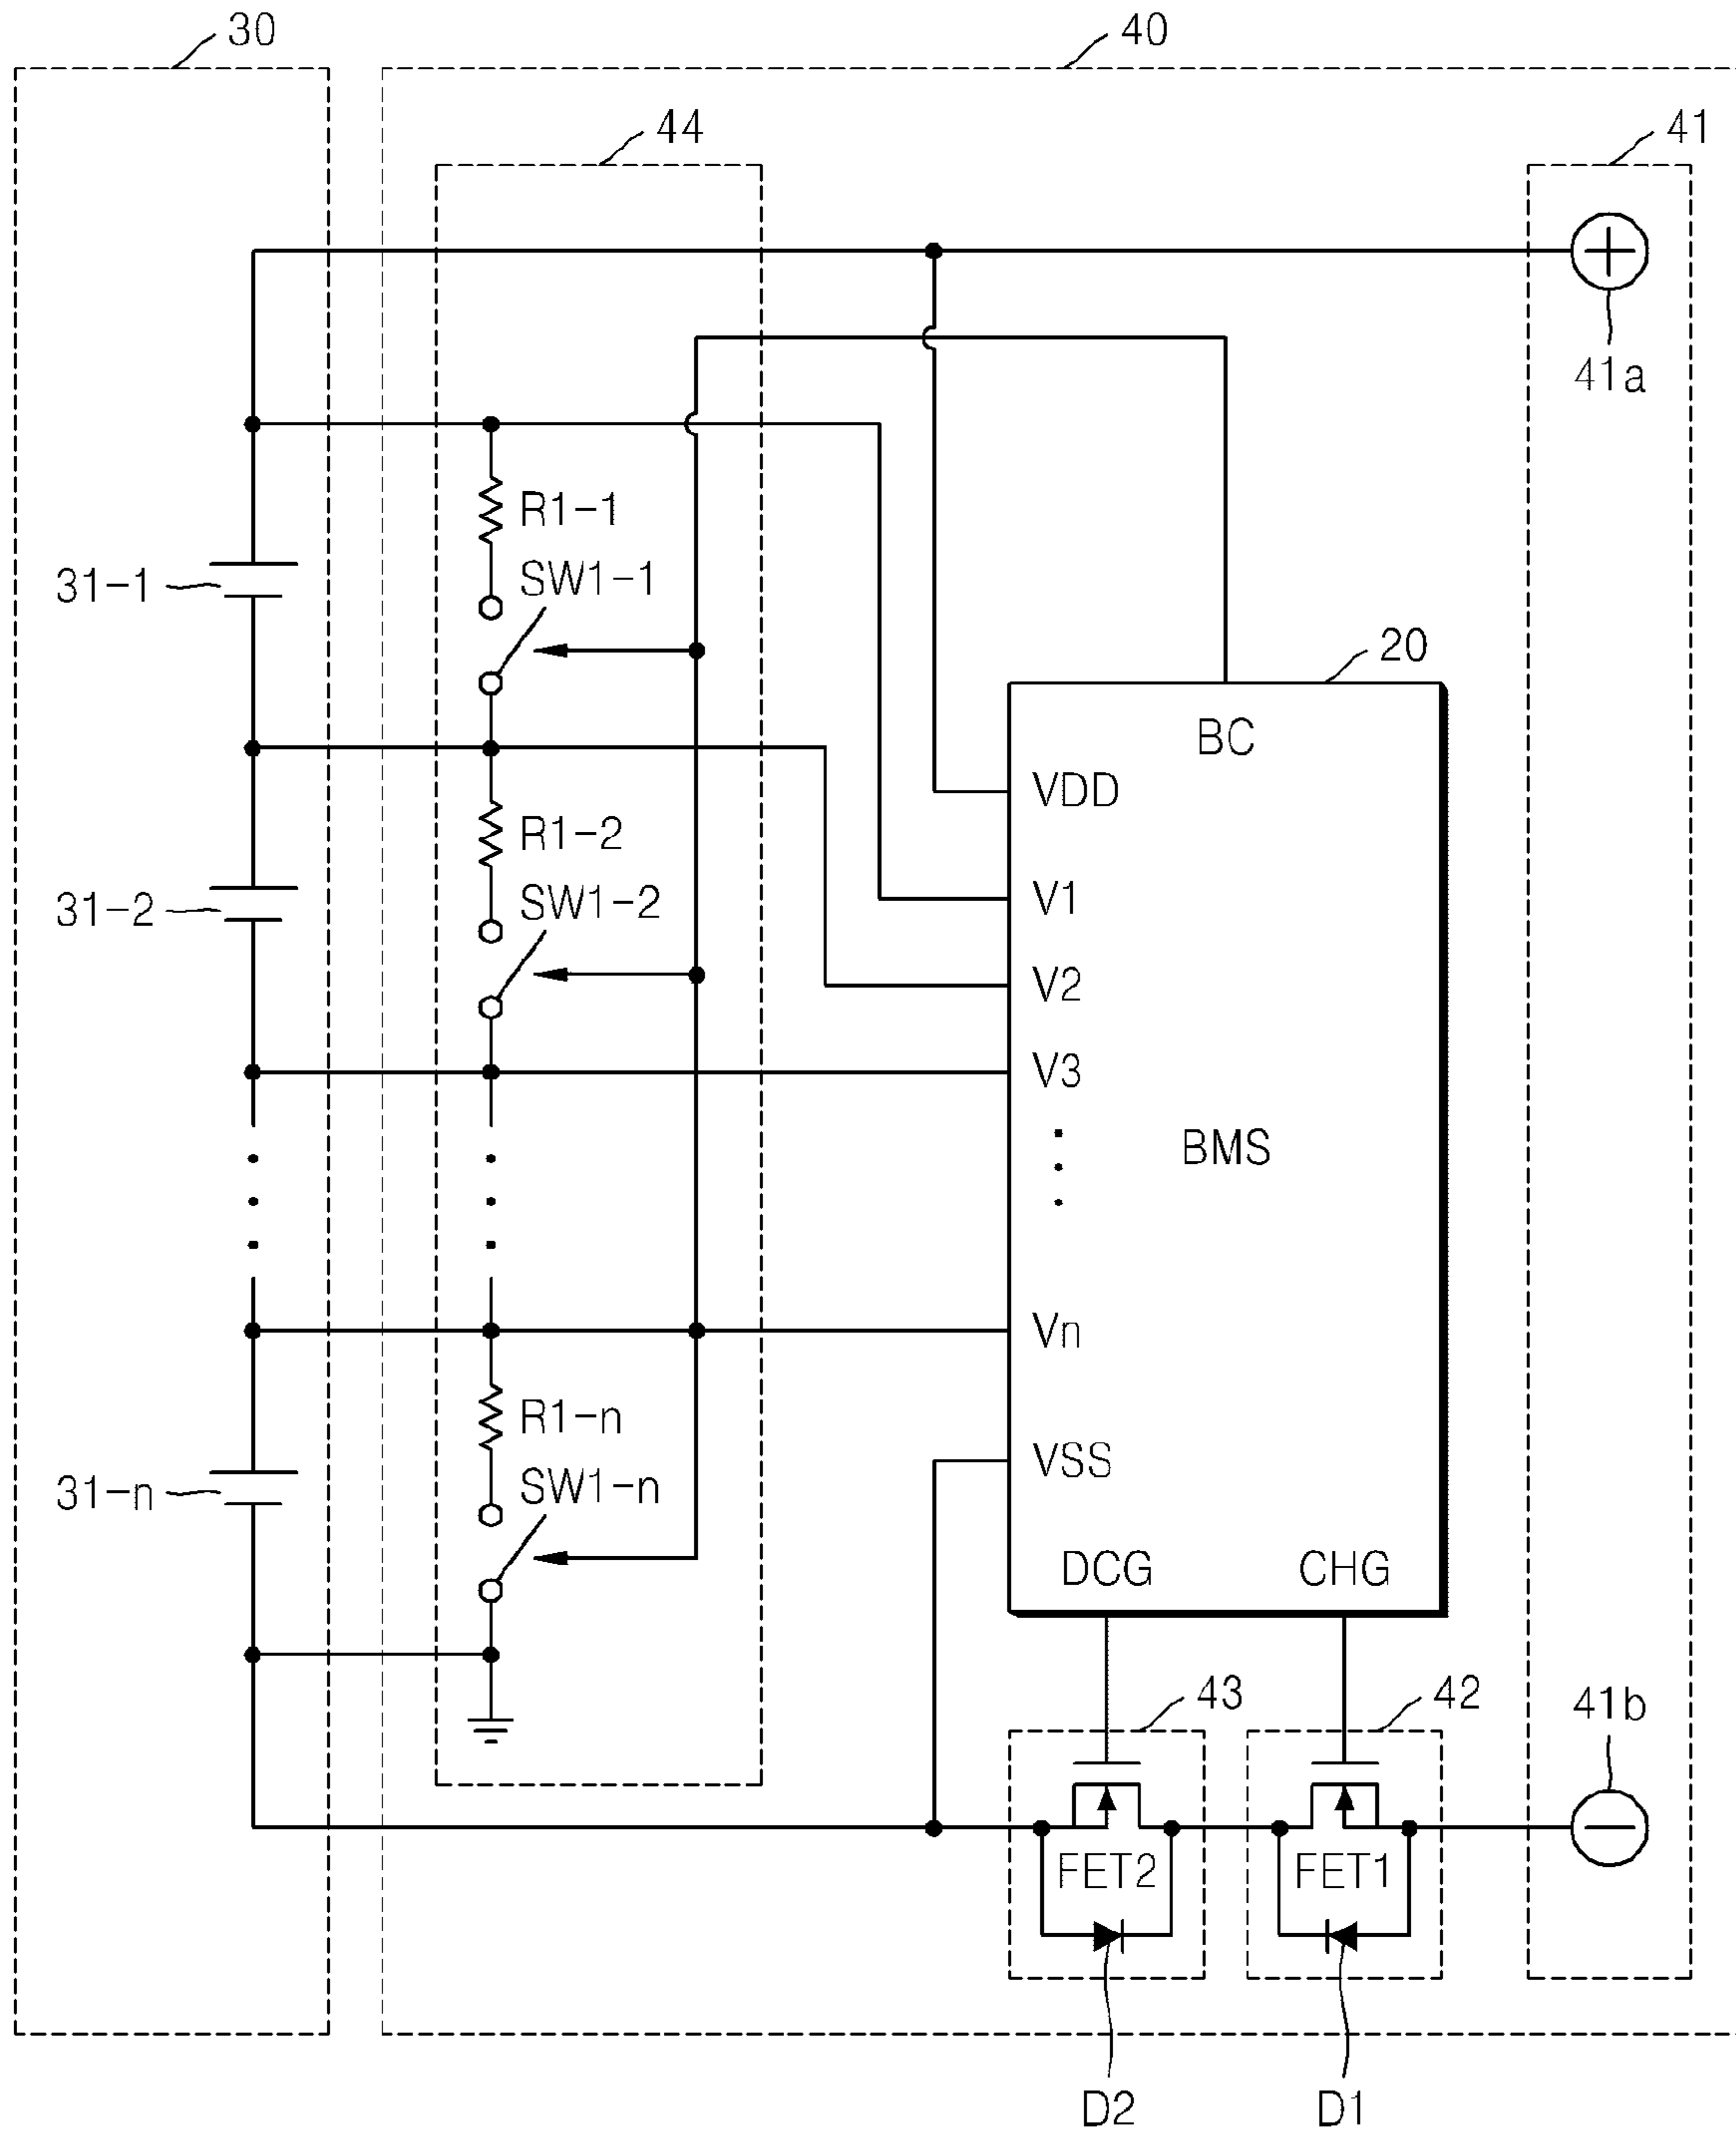 30
40
44
41
41a
R1-1
SW1-1
31-1
20
BC
VDD
R1-2
V1
SW1-2
31-2
V2
V3
BMS
Vn
R1-n
VSS
SW1-n
31-n
DCG
CHG
43
42
41b
FET2
FET1
D2
D1